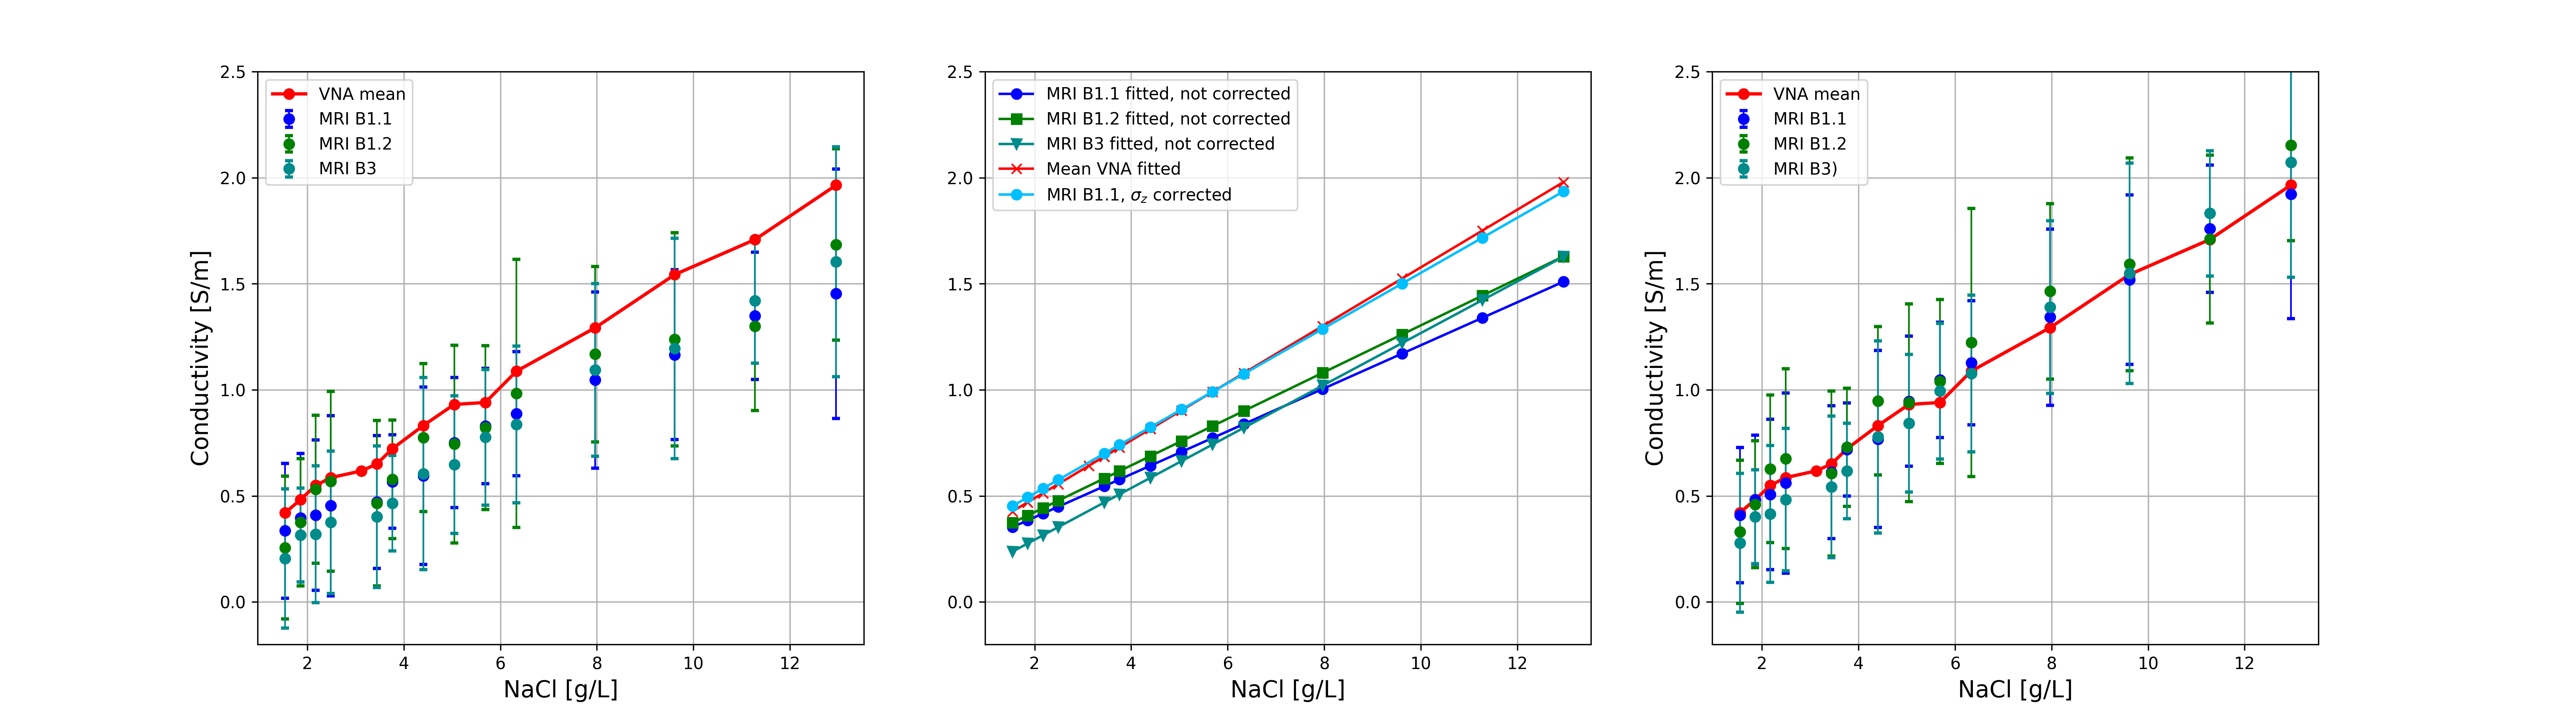 2.5
2.0
1.5
1.0
0.5
0.0
Conductivity [S/m]
VNA mean
MRI B1.1
MRI B1.2
MRI B3
2 4 6 8 10 12
NaCl [g/L]
2.5
2.0
1.5
1.0
0.5
0.0
MRI B1.1 fitted, not corrected
MRI B1.2 fitted, not corrected
MRI B3 fitted, not corrected
Mean VNA fitted
MRI B1.1, σz corrected
2 4 6 8 10 12
NaCl [g/L]
2.5
2.0
1.5
1.0
0.5
0.0
Conductivity [S/m]
VNA mean
MRI B1.1
MRI B1.2
MRI B3)
2 4 6 8 10 12
NaCl [g/L]